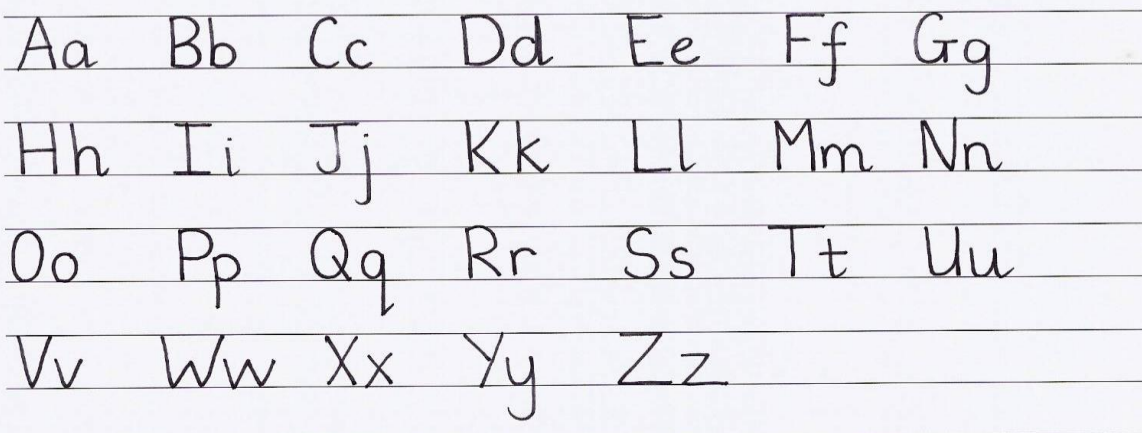 Aa Bb Cc Dd Ee Ff Gg
Hh Ii Jj Kk Ll Mm Nn
Oo Pp Qq Rr Ss Tt Uu
Vv Ww Xx Yy Zz